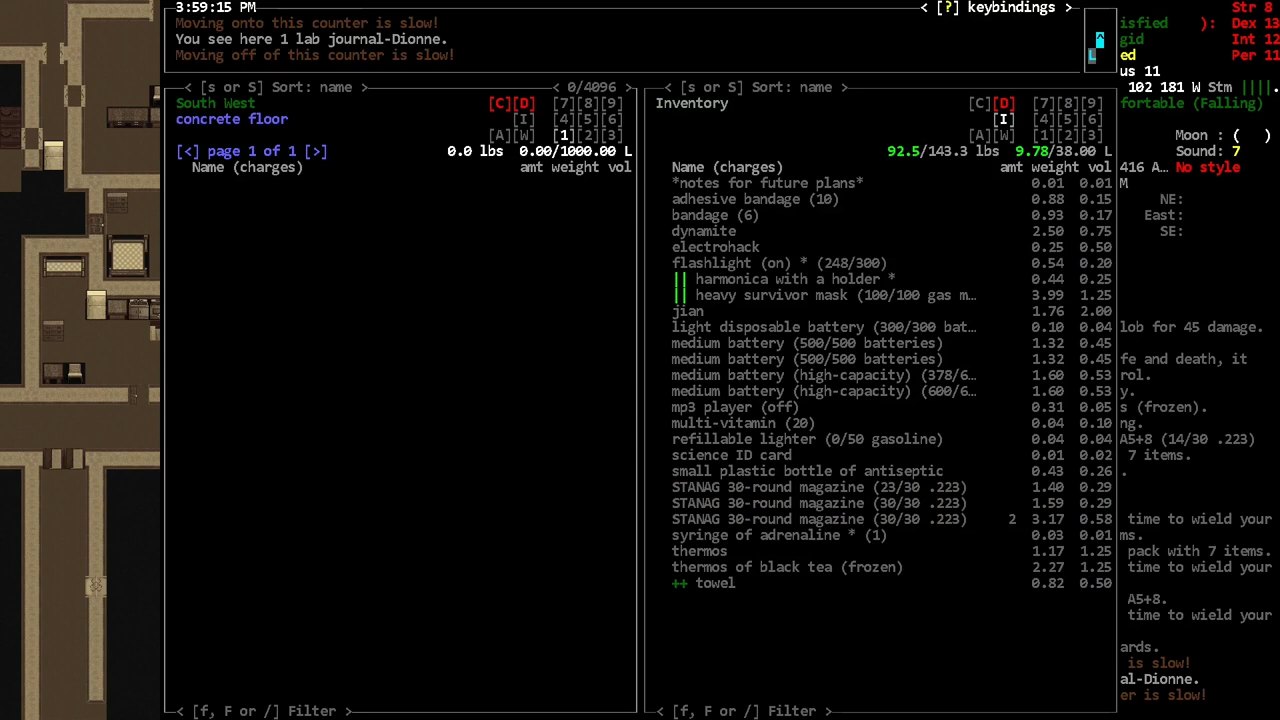 3:59:15 PM
< [?] keybindings >
Moving onto this counter is slow!
You see here 1 lab journal-Dionne.
Moving off of this counter is slow!
^
L
Str 8
isfied ): Dex 13
gid Int 12
ed Per 11
us 11
102 181 W Stm ||||.
fortable (Falling)
Moon : ( )
Sound: 7
416 A… No style
M
NE:
East:
SE:
< [s or S] Sort: name >
< 0/4096 >
South West [C][D] [7][8][9]
concrete floor [I] [4][5][6]
[A][W] [1][2][3]
[<] page 1 of 1 [>] 0.0 lbs 0.00/1000.00 L
Name (charges) amt weight vol
< [f, F or /] Filter >
< [s or S] Sort: name >
Inventory [C][D] [7][8][9]
[I] [4][5][6]
[A][W] [1][2][3]
92.5/143.3 lbs 9.78/38.00 L
Name (charges) amt weight vol
*notes for future plans* 0.01 0.01
adhesive bandage (10) 0.88 0.15
bandage (6) 0.93 0.17
dynamite 2.50 0.75
electrohack 0.25 0.50
flashlight (on) * (248/300) 0.54 0.20
|| harmonica with a holder * 0.44 0.25
|| heavy survivor mask (100/100 gas m… 3.99 1.25
jian 1.76 2.00
light disposable battery (300/300 bat… 0.10 0.04
medium battery (500/500 batteries) 1.32 0.45
medium battery (500/500 batteries) 1.32 0.45
medium battery (high-capacity) (378/6… 1.60 0.53
medium battery (high-capacity) (600/6… 1.60 0.53
mp3 player (off) 0.31 0.05
multi-vitamin (20) 0.04 0.10
refillable lighter (0/50 gasoline) 0.04 0.04
science ID card 0.01 0.02
small plastic bottle of antiseptic 0.43 0.26
STANAG 30-round magazine (23/30 .223) 1.40 0.29
STANAG 30-round magazine (30/30 .223) 1.59 0.29
STANAG 30-round magazine (30/30 .223) 2 3.17 0.58
syringe of adrenaline * (1) 0.03 0.01
thermos 1.17 1.25
thermos of black tea (frozen) 2.27 1.25
++ towel 0.82 0.50
< [f, F or /] Filter >
lob for 45 damage.
fe and death, it
rol.
y.
s (frozen).
ng.
A5+8 (14/30 .223)
7 items.
.
time to wield your
ms.
pack with 7 items.
time to wield your
A5+8.
time to wield your
ards.
is slow!
al-Dionne.
er is slow!